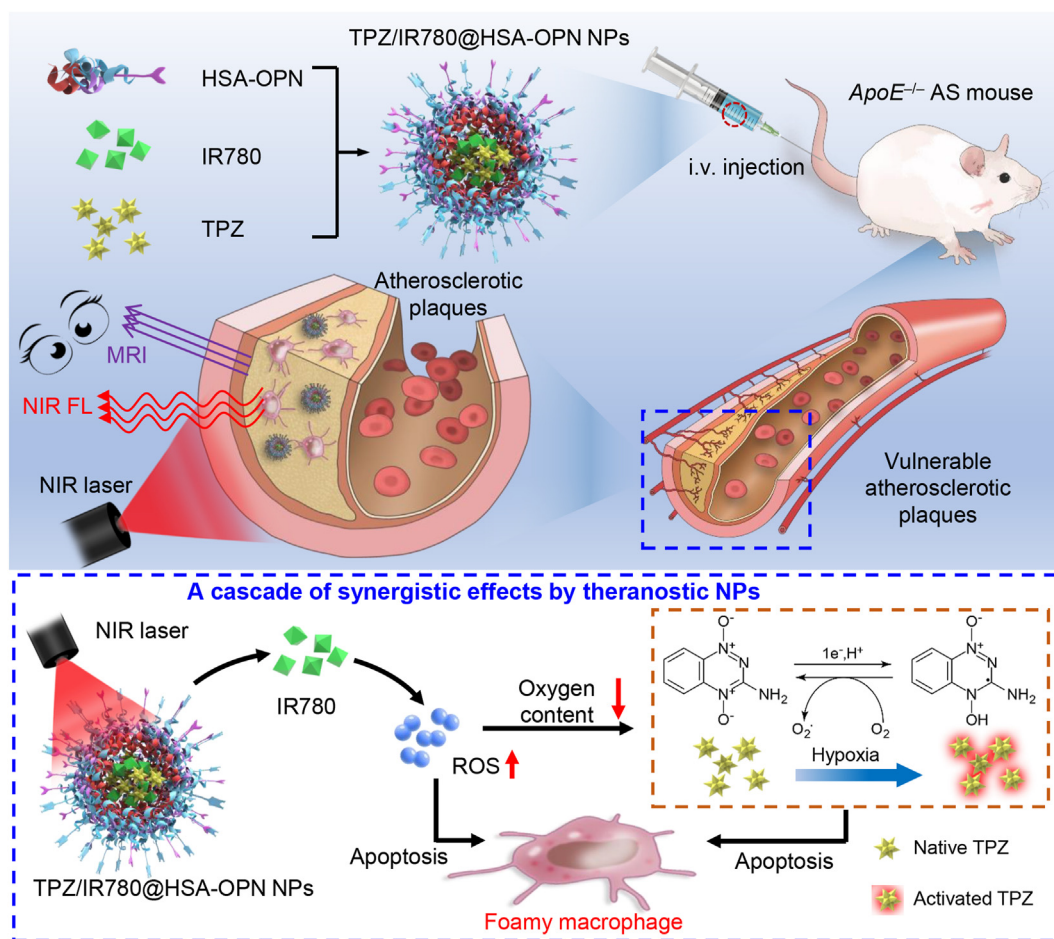 TPZ/IR780@HSA-OPN NPs
HSA-OPN
IR780
TPZ
i.v. injection
ApoE–/– AS mouse
Atherosclerotic
plaques
MRI
NIR FL
NIR laser
Vulnerable
atherosclerotic
plaques
A cascade of synergistic effects by theranostic NPs
NIR laser
IR780
TPZ/IR780@HSA-OPN NPs
ROS
Oxygen
content
O-
N+
N
N+
NH2
O-
1e-,H+
O2·-
O2
O-
N+
N
N
NH2
OH
Hypoxia
Apoptosis
Apoptosis
Foamy macrophage
Native TPZ
Activated TPZ